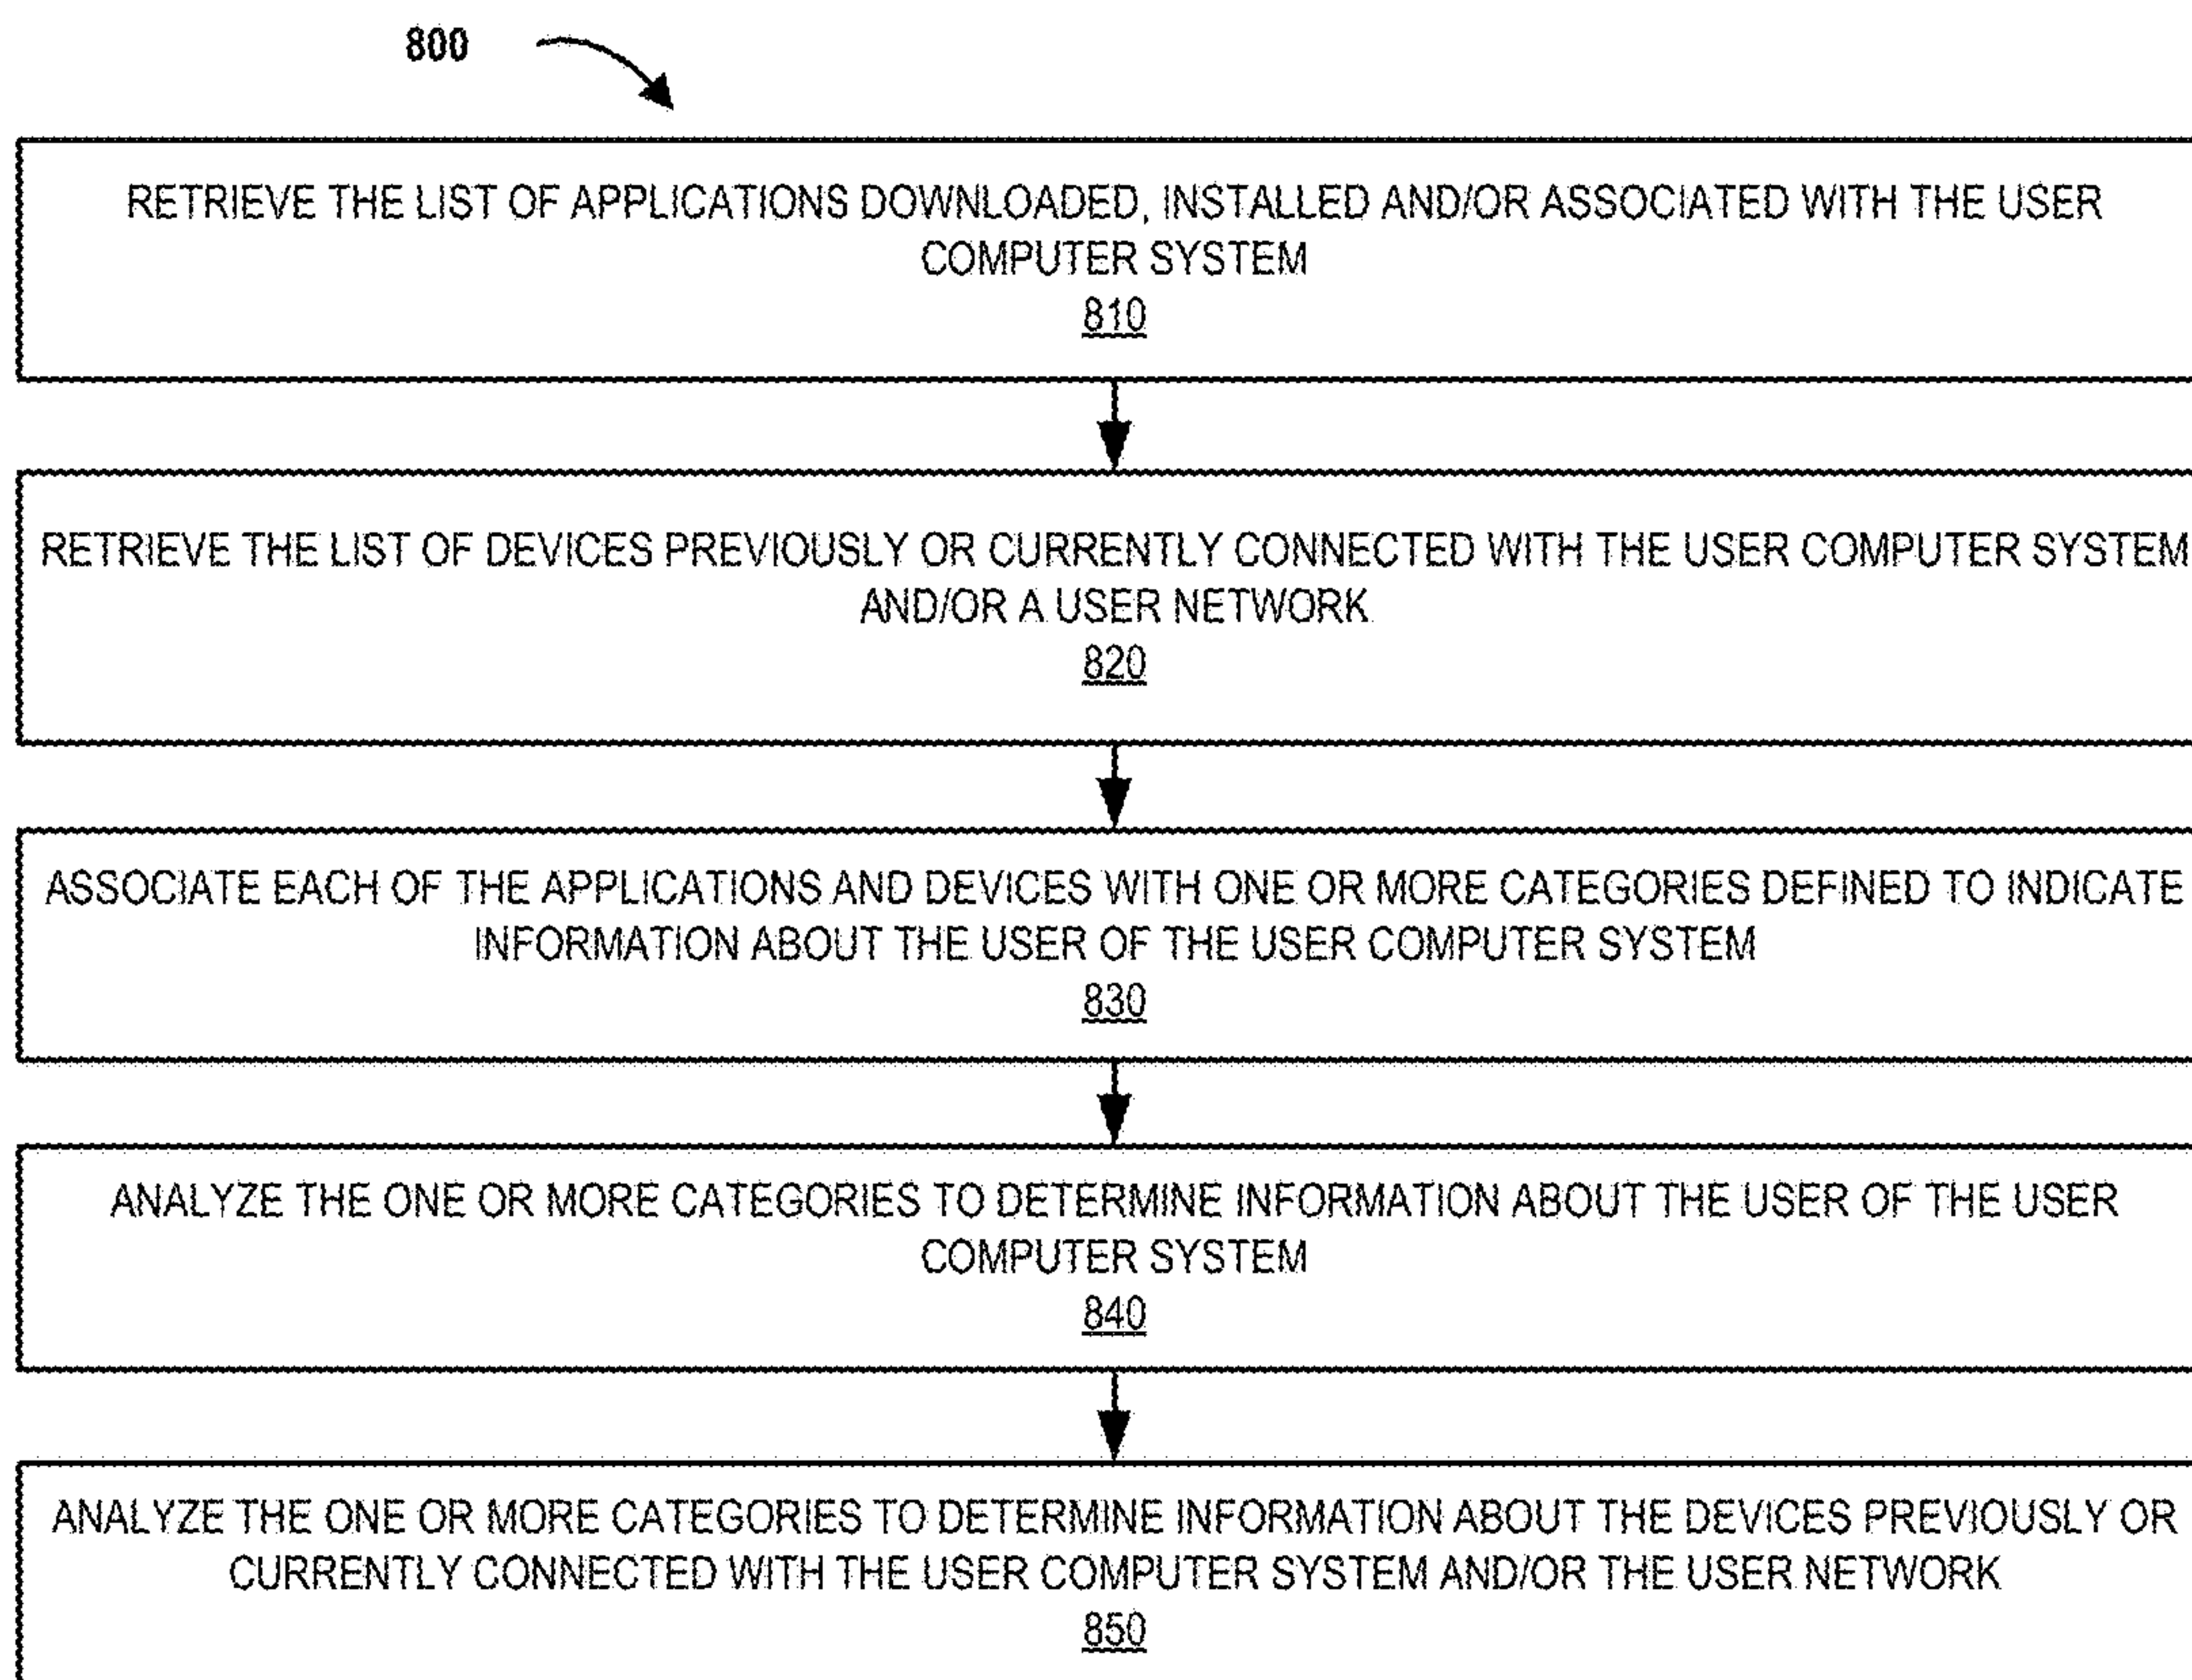 800
RETRIEVE THE LIST OF APPLICATIONS DOWNLOADED, INSTALLED AND/OR ASSOCIATED WITH THE USER
COMPUTER SYSTEM
810
RETRIEVE THE LIST OF DEVICES PREVIOUSLY OR CURRENTLY CONNECTED WITH THE USER COMPUTER SYSTEM
AND/OR A USER NETWORK
820
ASSOCIATE EACH OF THE APPLICATIONS AND DEVICES WITH ONE OR MORE CATEGORIES DEFINED TO INDICATE
INFORMATION ABOUT THE USER OF THE USER COMPUTER SYSTEM
830
ANALYZE THE ONE OR MORE CATEGORIES TO DETERMINE INFORMATION ABOUT THE USER OF THE USER
COMPUTER SYSTEM
840
ANALYZE THE ONE OR MORE CATEGORIES TO DETERMINE INFORMATION ABOUT THE DEVICES PREVIOUSLY OR
CURRENTLY CONNECTED WITH THE USER COMPUTER SYSTEM AND/OR THE USER NETWORK
850